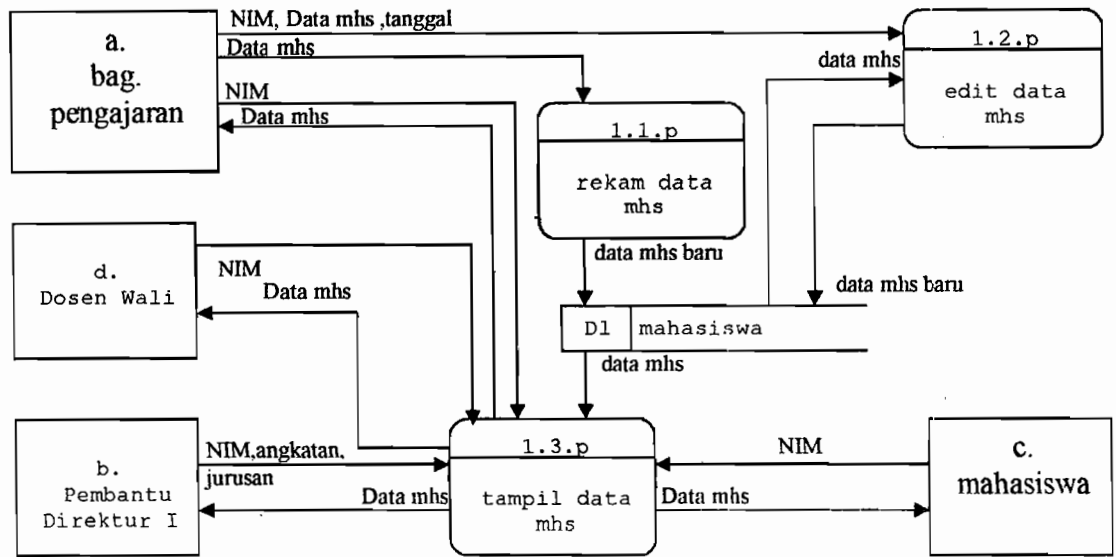 a.
bag.
pengajaran
NIM, Data mhs ,tanggal
Data mhs
NIM
Data mhs
1.2.p
edit data
mhs
data mhs
1.1.p
rekam data
mhs
data mhs baru
data mhs baru
d.
Dosen Wali
NIM
Data mhs
D1
mahasiswa
data mhs
b.
Pembantu
Direktur I
NIM,angkatan,
jurusan
Data mhs
1.3.p
tampil data
mhs
NIM
Data mhs
c.
mahasiswa